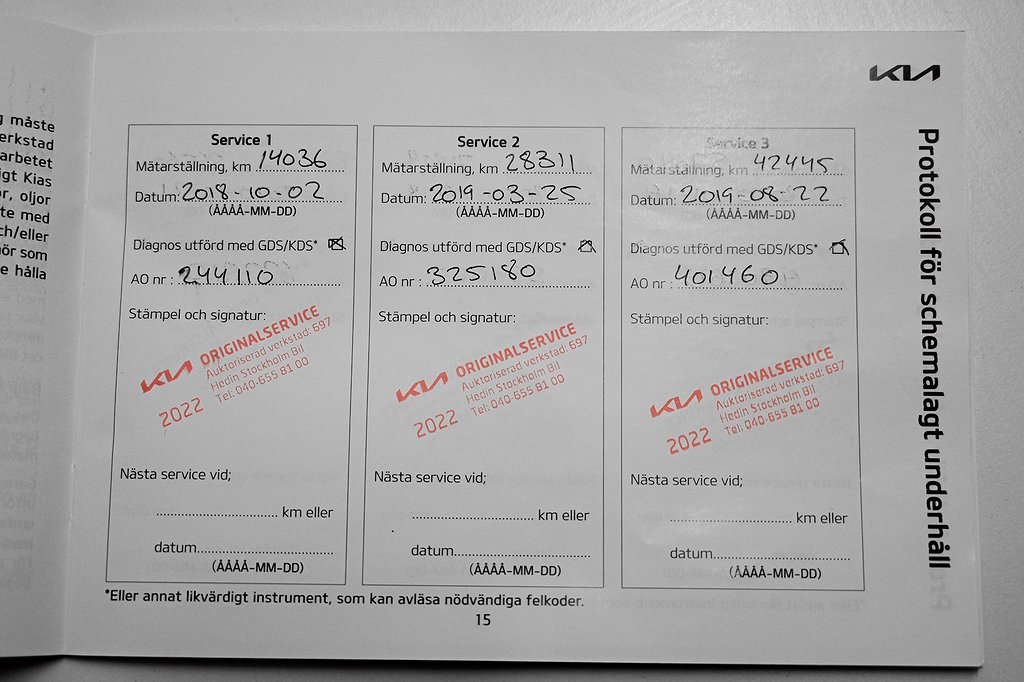 g måste
erkstad
arbetet
igt Kias
or, oljor
te med
ch/eller
hör som
e hålla
KIA
Protokoll för schemalagt underhåll
Service 1
Mätarställning, km 14036
Datum: 2018-10-02
(ÅÅÅÅ-MM-DD)
Diagnos utförd med GDS/KDS*
AO nr : 244110
Stämpel och signatur:
KIA ORIGINALSERVICE
Auktoriserad verkstad: 697
Hedin Stockholm Bil
2022 Tel: 040-655 81 00
Nästa service vid;
km eller
datum
(ÅÅÅÅ-MM-DD)
Service 2
Mätarställning, km 28311
Datum: 2019-03-25
(ÅÅÅÅ-MM-DD)
Diagnos utförd med GDS/KDS*
AO nr : 325180
Stämpel och signatur:
KIA ORIGINALSERVICE
Auktoriserad verkstad: 697
Hedin Stockholm Bil
2022 Tel: 040-655 81 00
Nästa service vid;
km eller
datum
(ÅÅÅÅ-MM-DD)
Service 3
Mätarställning, km 42445
Datum: 2019-08-22
(ÅÅÅÅ-MM-DD)
Diagnos utförd med GDS/KDS*
AO nr : 401460
Stämpel och signatur:
KIA ORIGINALSERVICE
Auktoriserad verkstad: 697
Hedin Stockholm Bil
2022 Tel: 040-655 81 00
Nästa service vid;
km eller
datum
(ÅÅÅÅ-MM-DD)
*Eller annat likvärdigt instrument, som kan avläsa nödvändiga felkoder.
15